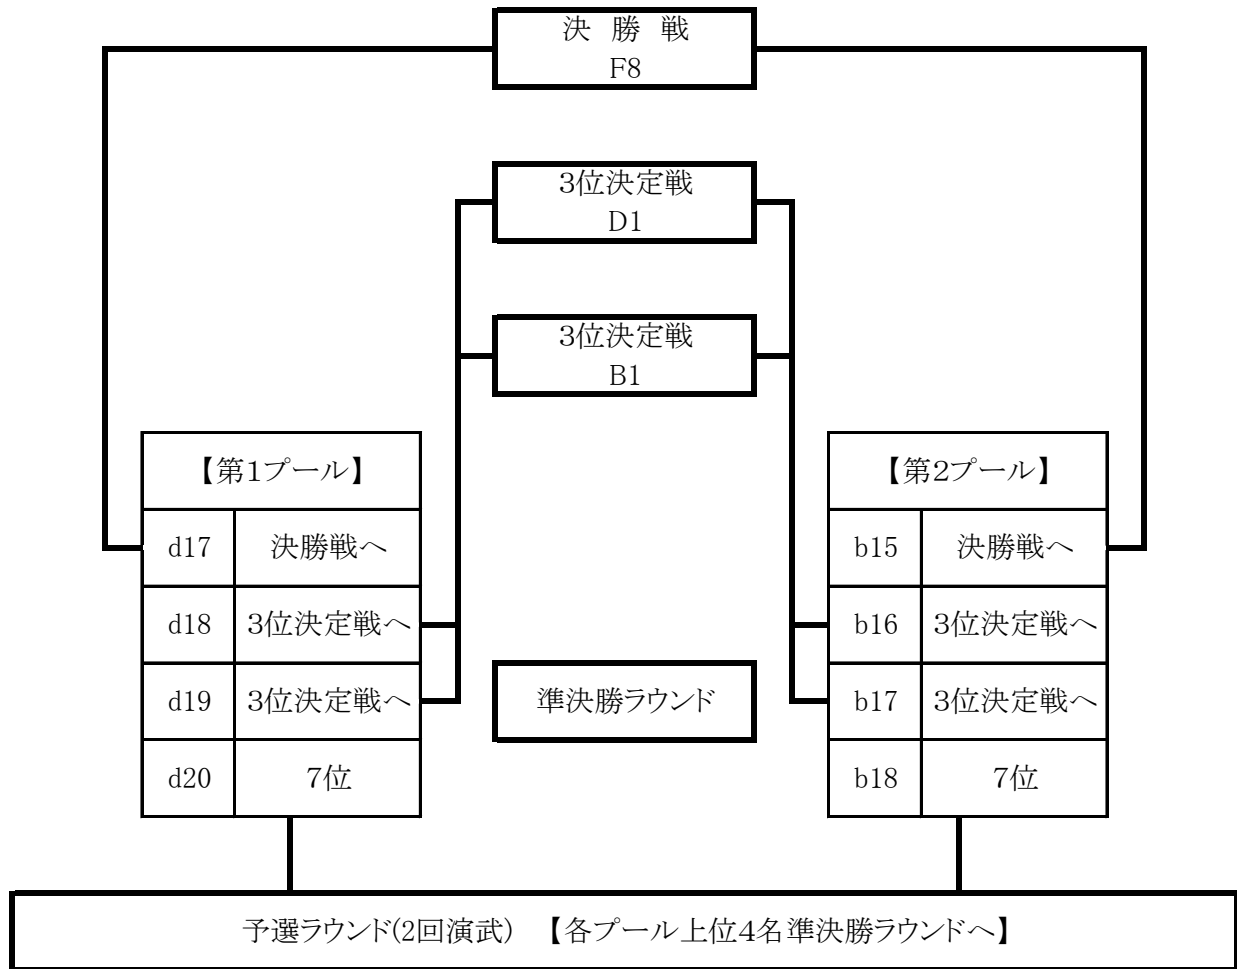 決 勝 戦
F8
3位決定戦
D1
3位決定戦
B1
【第1プール】
d17 決勝戦へ
d18 3位決定戦へ
d19 3位決定戦へ
d20 7位
準決勝ラウンド
【第2プール】
b15 決勝戦へ
b16 3位決定戦へ
b17 3位決定戦へ
b18 7位
予選ラウンド(2回演武) 【各プール上位4名準決勝ラウンドへ】